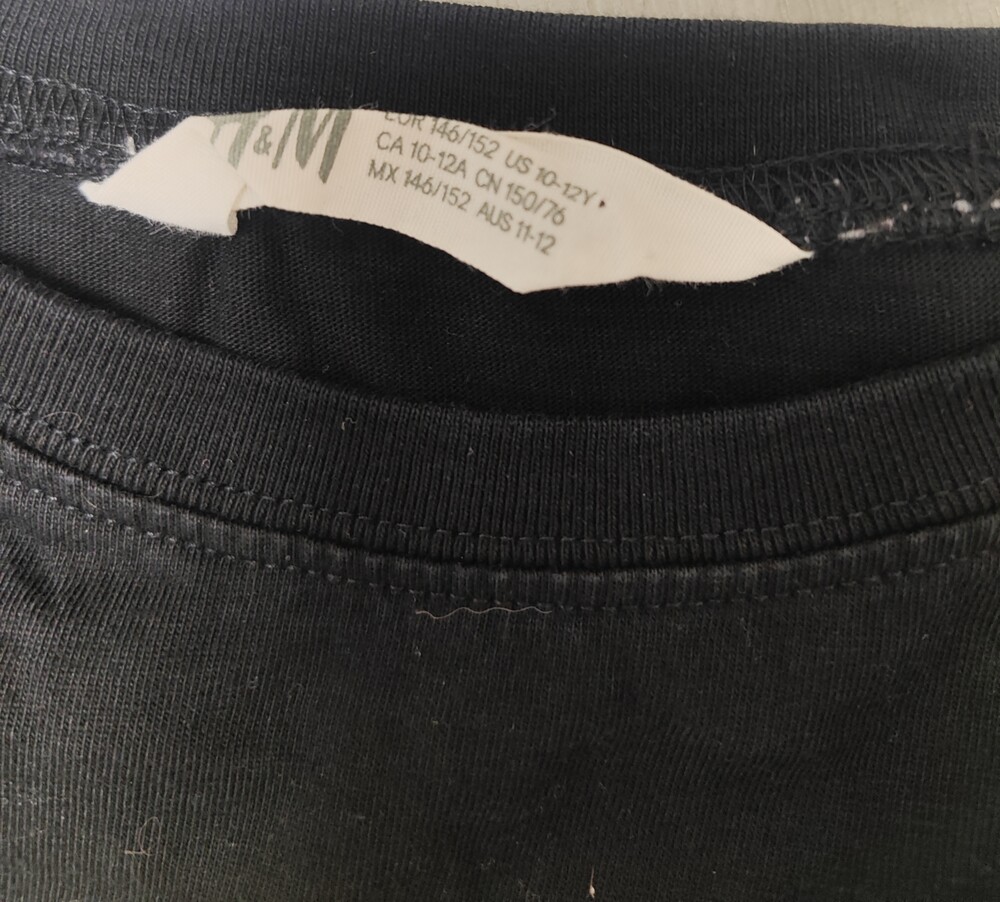 H&M
EUR 146/152 US 10-12Y
CA 10-12A CN 150/76
MX 146/152 AUS 11-12